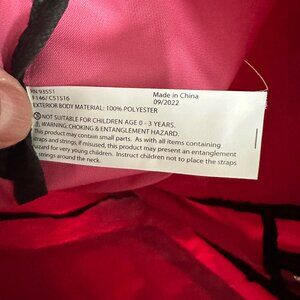 RN 93551
Made in China
F146/ CS1516
09/2022
EXTERIOR BODY MATERIAL: 100% POLYESTER
NOT SUITABLE FOR CHILDREN AGE 0 - 3 YEARS.
WARNING: CHOKING & ENTANGLEMENT HAZARD.
This product may contain small parts. As with all items containing
straps and strings, if misused, this product may present an entanglement
hazard for very young children. Instruct children not to place the straps
or strings around the neck.